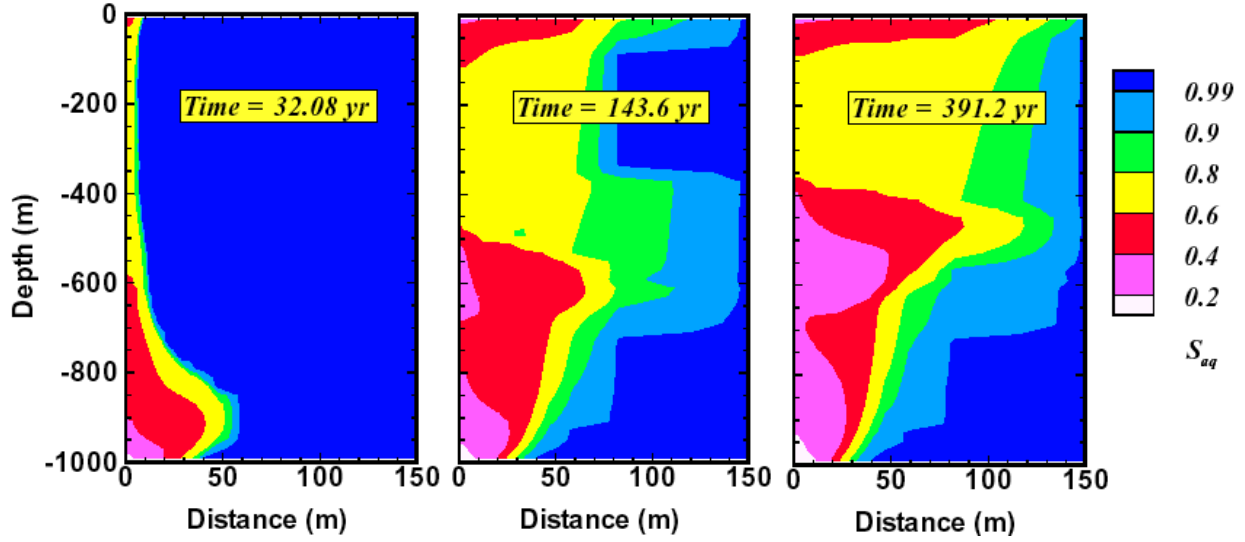 0
-200
-400
-600
-800
-1000
Depth (m)
Time = 32.08 yr
0 50 100 150
Distance (m)
Time = 143.6 yr
0 50 100 150
Distance (m)
Time = 391.2 yr
0 50 100 150
Distance (m)
0.99
0.9
0.8
0.6
0.4
0.2
S_aq